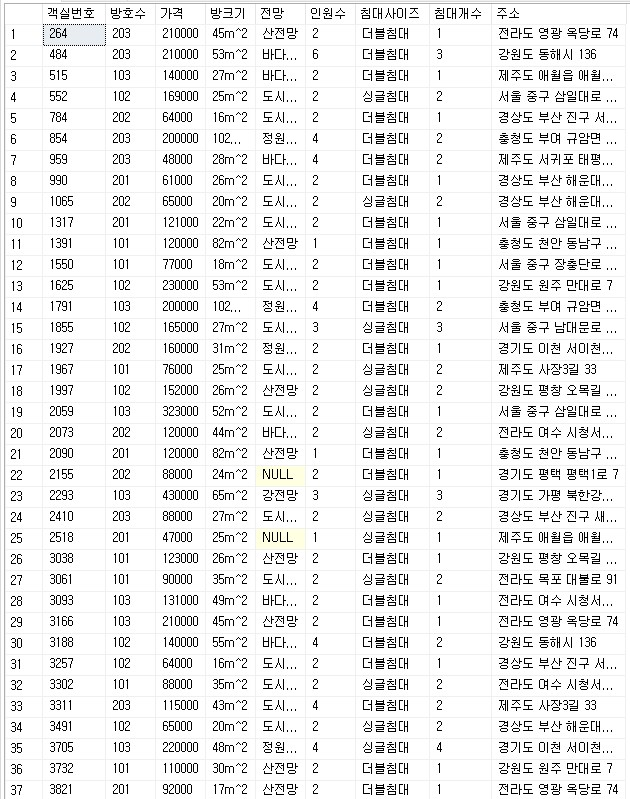 객실번호 방호수 가격 방크기 전망 인원수 침대사이즈 침대개수 주소
1 264 203 210000 45m^2 산전망 2 더블침대 1 전라도 영광 옥당로 74
2 484 203 210000 53m^2 바다... 6 더블침대 3 강원도 동해시 136
3 515 103 140000 27m^2 바다... 2 더블침대 1 제주도 애월읍 애월...
4 552 102 169000 25m^2 도시... 2 싱글침대 2 서울 중구 삼일대로 ...
5 784 202 64000 16m^2 도시... 2 더블침대 1 경상도 부산 진구 서...
6 854 203 200000 102,... 정원... 4 더블침대 2 충청도 부여 규암면 ...
7 959 203 48000 28m^2 바다... 4 더블침대 2 제주도 서귀포 태평...
8 990 201 61000 26m^2 도시... 2 더블침대 1 경상도 부산 해운대...
9 1065 202 65000 20m^2 도시... 2 싱글침대 2 경상도 부산 해운대...
10 1317 201 121000 22m^2 도시... 2 더블침대 1 서울 중구 삼일대로 ...
11 1391 101 120000 82m^2 산전망 1 더블침대 1 충청도 천안 동남구 ...
12 1550 101 77000 18m^2 도시... 2 더블침대 1 서울 중구 장충단로 ...
13 1625 102 230000 53m^2 도시... 2 더블침대 1 강원도 원주 만대로 7
14 1791 103 200000 102,... 정원... 4 더블침대 2 충청도 부여 규암면 ...
15 1855 102 165000 27m^2 도시... 3 싱글침대 3 서울 중구 남대문로 ...
16 1927 202 160000 31m^2 정원... 2 더블침대 1 경기도 이천 서이천...
17 1967 101 76000 25m^2 도시... 2 싱글침대 2 제주도 사장3길 33
18 1997 102 152000 26m^2 산전망 2 싱글침대 2 강원도 평창 오목길 ...
19 2059 103 323000 52m^2 도시... 2 더블침대 1 서울 중구 삼일대로 ...
20 2073 202 120000 44m^2 바다... 2 싱글침대 2 전라도 여수 시청서...
21 2090 201 120000 82m^2 산전망 1 더블침대 1 충청도 천안 동남구 ...
22 2155 202 88000 24m^2 NULL 2 더블침대 1 경기도 평택 평택1로 7
23 2293 103 430000 65m^2 강전망 3 싱글침대 3 경기도 가평 북한강...
24 2410 203 88000 27m^2 도시... 2 싱글침대 2 경상도 부산 진구 새...
25 2518 201 47000 25m^2 NULL 1 싱글침대 1 제주도 애월읍 애월...
26 3038 101 123000 26m^2 산전망 2 더블침대 1 강원도 평창 오목길 ...
27 3061 101 90000 35m^2 도시... 2 싱글침대 2 전라도 목포 대불로 91
28 3093 103 131000 49m^2 바다... 2 더블침대 1 전라도 여수 시청서...
29 3166 103 210000 45m^2 산전망 2 더블침대 1 전라도 영광 옥당로 74
30 3188 102 140000 55m^2 바다... 4 더블침대 2 강원도 동해시 136
31 3257 102 64000 16m^2 도시... 2 더블침대 1 경상도 부산 진구 서...
32 3302 101 88000 35m^2 도시... 2 싱글침대 2 전라도 여수 시청서...
33 3311 203 115000 43m^2 도시... 4 더블침대 2 제주도 사장3길 33
34 3491 102 65000 20m^2 도시... 2 싱글침대 2 경상도 부산 해운대...
35 3705 103 220000 48m^2 정원... 4 싱글침대 4 경기도 이천 서이천...
36 3732 101 110000 30m^2 산전망 2 더블침대 1 강원도 원주 만대로 7
37 3821 201 92000 17m^2 산전망 2 더블침대 1 전라도 영광 옥당로 74